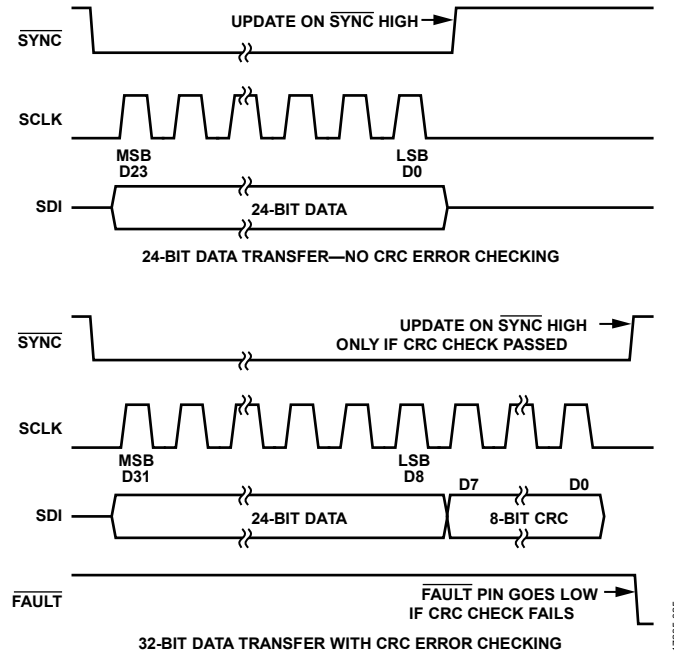 UPDATE ON SYNC HIGH
SYNC
SCLK
MSB
D23
LSB
D0
SDI
24-BIT DATA
24-BIT DATA TRANSFER—NO CRC ERROR CHECKING
UPDATE ON SYNC HIGH
ONLY IF CRC CHECK PASSED
SYNC
SCLK
MSB
D31
LSB
D8
D7
D0
SDI
24-BIT DATA
8-BIT CRC
FAULT
FAULT PIN GOES LOW
IF CRC CHECK FAILS
32-BIT DATA TRANSFER WITH CRC ERROR CHECKING